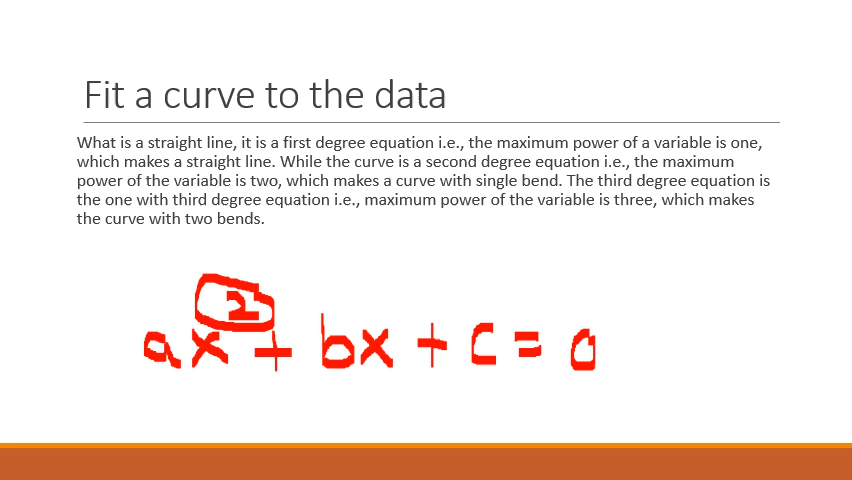 Fit a curve to the data
What is a straight line, it is a first degree equation i.e., the maximum power of a variable is one,
which makes a straight line. While the curve is a second degree equation i.e., the maximum
power of the variable is two, which makes a curve with single bend. The third degree equation is
the one with third degree equation i.e., maximum power of the variable is three, which makes
the curve with two bends.
ax² + bx + c = 0